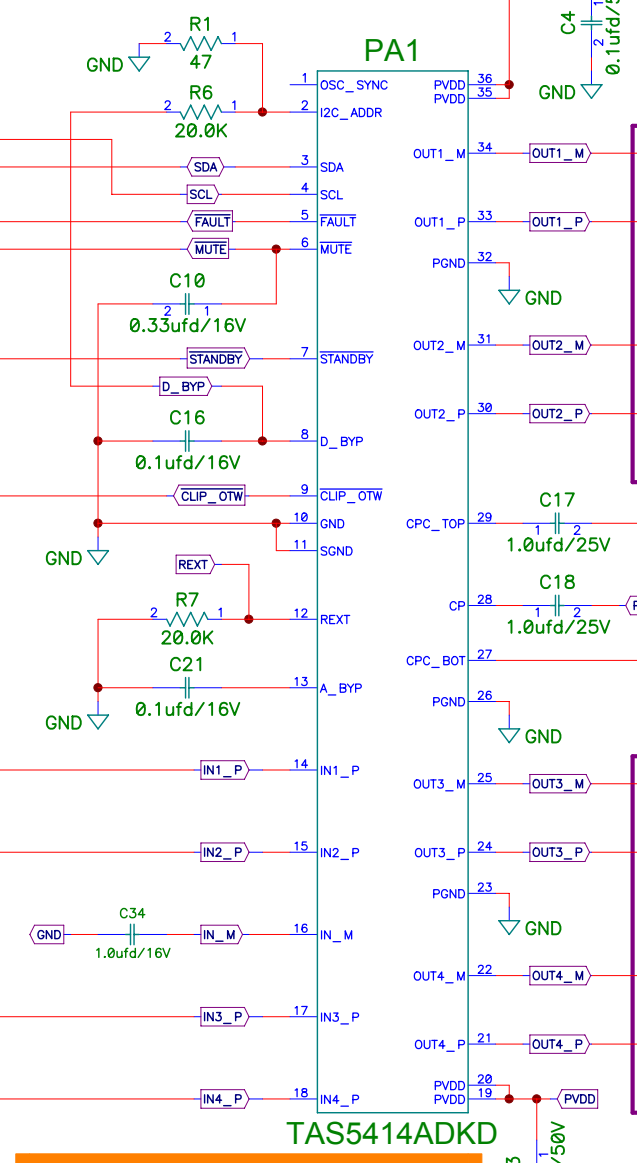 C4
1
2
0.1ufd/5
GND
R1
2
1
47
GND
PA1
R6
2
1
20.0K
1
OSC_SYNC
2
I2C_ADDR
SDA
3
SDA
SCL
4
SCL
FAULT
5
FAULT
MUTE
6
MUTE
C10
2
1
0.33ufd/16V
STANDBY
7
STANDBY
D_BYP
C16
8
D_BYP
0.1ufd/16V
CLIP_OTW
9
CLIP_OTW
10
GND
11
SGND
GND
REXT
R7
2
1
20.0K
12
REXT
C21
13
A_BYP
0.1ufd/16V
GND
IN1_P
14
IN1_P
IN2_P
15
IN2_P
C34
GND
1.0ufd/16V
IN_M
16
IN_M
IN3_P
17
IN3_P
IN4_P
18
IN4_P
PVDD
36
PVDD
35
OUT1_M
34
OUT1_M
OUT1_P
33
OUT1_P
PGND
32
GND
OUT2_M
31
OUT2_M
OUT2_P
30
OUT2_P
C17
CPC_TOP
29
1
2
1.0ufd/25V
C18
CP
28
1
2
P
1.0ufd/25V
CPC_BOT
27
PGND
26
GND
OUT3_M
25
OUT3_M
OUT3_P
24
OUT3_P
PGND
23
GND
OUT4_M
22
OUT4_M
OUT4_P
21
OUT4_P
PVDD
20
PVDD
19
PVDD
TAS5414ADKD
3
1
/50V